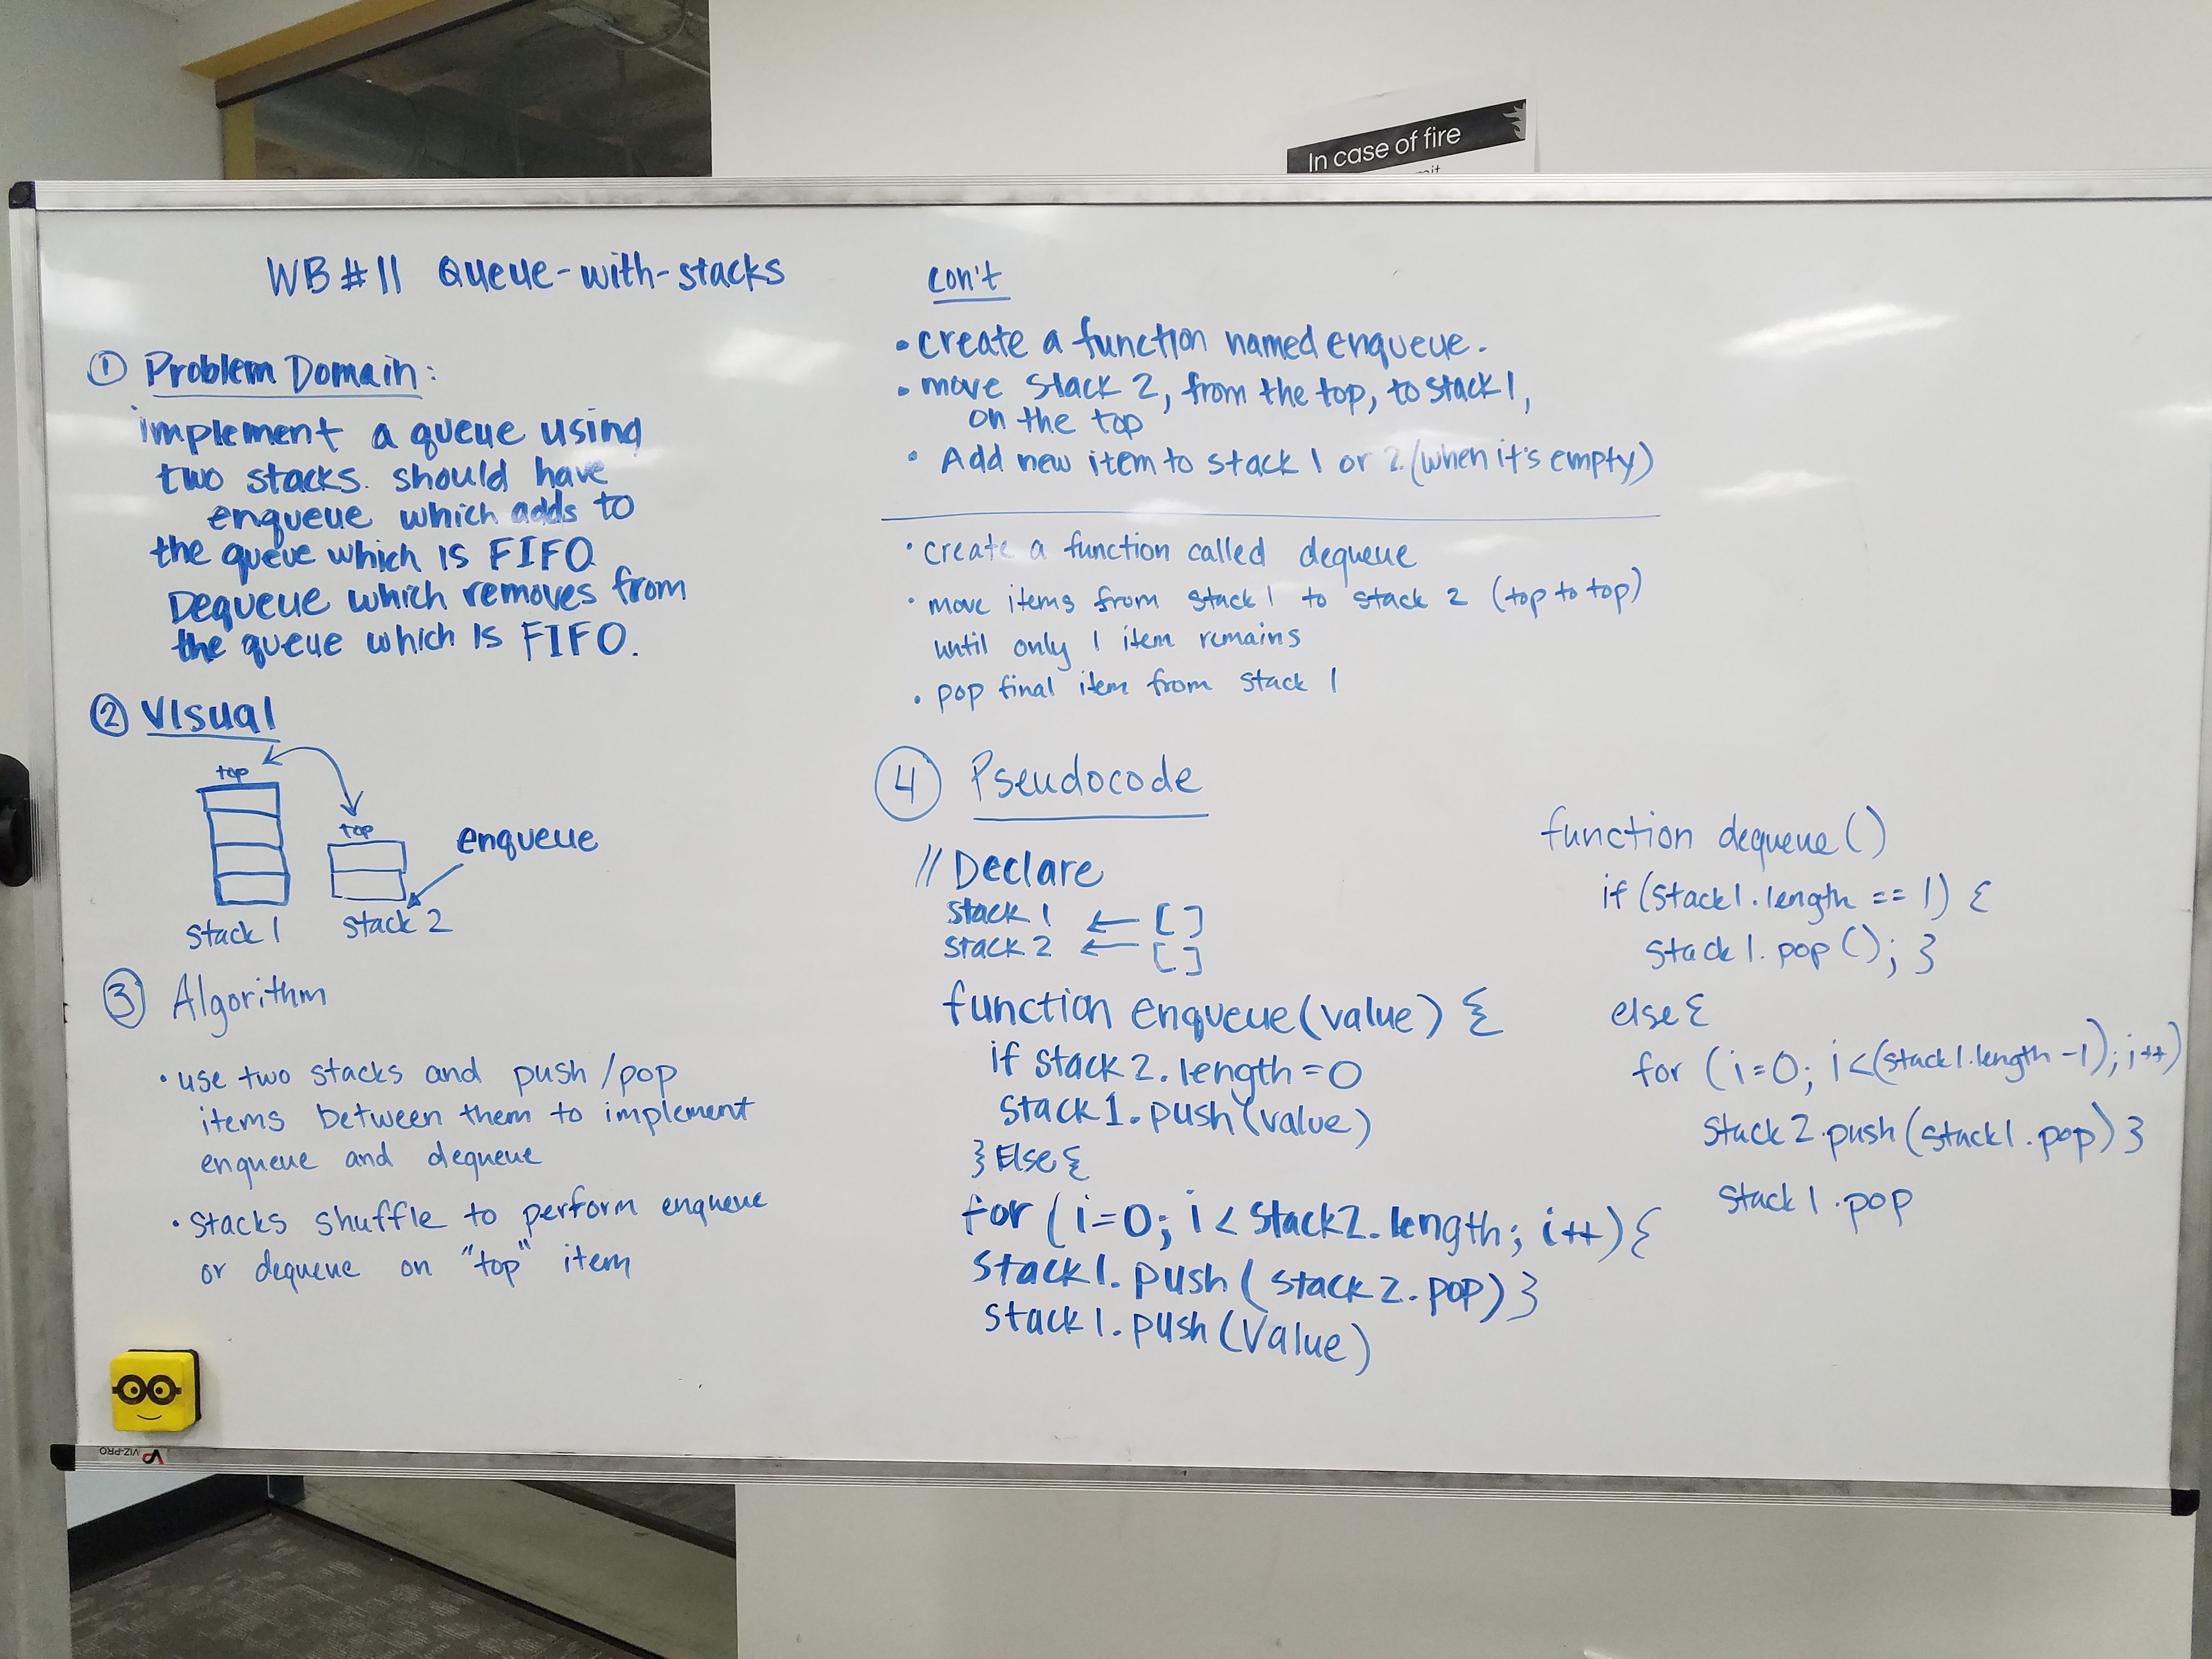 In case of fire
WB #11 Queue-with-stacks
① Problem Domain:
implement a queue using
two stacks. should have
enqueue which adds to
the queue which is FIFO
Dequeue which removes from
the queue which is FIFO.
② Visual
top
top
enqueue
stack 1
stack 2
③ Algorithm
• use two stacks and push/pop
items between them to implement
enqueue and dequeue
• stacks shuffle to perform enqueue
or dequeue on "top" item
con't
• create a function named enqueue.
• move stack 2, from the top, to stack 1,
on the top
• Add new item to stack 1 or 2 (when it's empty)
• create a function called dequeue
• move items from stack 1 to stack 2 (top to top)
until only 1 item remains
• pop final item from stack 1
④ Pseudocode
// Declare
stack 1 ← []
stack 2 ← []
function enqueue(value) {
if stack 2.length=0
stack 1.push(value)
} Else {
for (i=0; i < stack2.length; i++) {
stack 1.push( stack 2.pop) }
stack 1.push (Value)
function dequeue ()
if (stack 1.length == 1) {
stack 1.pop (); }
else {
for (i=0; i <(stack 1.length -1); i++)
stack 2.push (stack 1.pop) }
stack 1.pop
VIZ-PRO